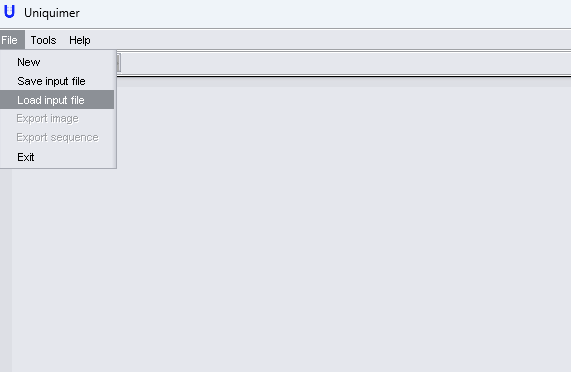 Uniquimer
File Tools Help
New
Save input file
Load input file
Export image
Export sequence
Exit